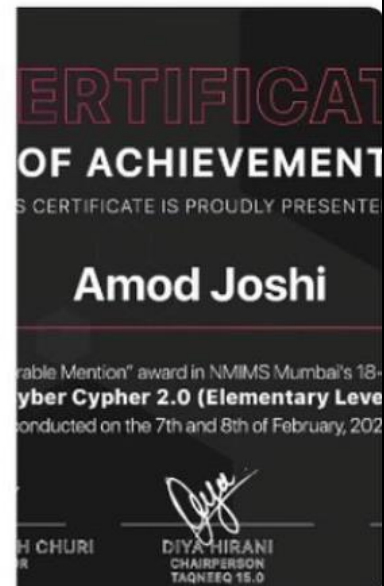 ERTIFICAT
OF ACHIEVEMENT
S CERTIFICATE IS PROUDLY PRESENTE
Amod Joshi
rable Mention" award in NMIMS Mumbai's 18-
yber Cypher 2.0 (Elementary Leve
onducted on the 7th and 8th of February, 202
H CHURI
R
DIYA HIRANI
CHAIRPERSON
TAQNEEQ 15.0